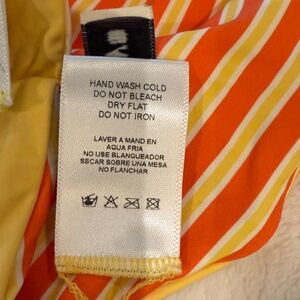 HAND WASH COLD
DO NOT BLEACH
DRY FLAT
DO NOT IRON
LAVER A MAND EN
AQUA FRIA
NO USE BLANQUEADOR
SECAR SOBRE UNA MESA
NO FLANCHAR